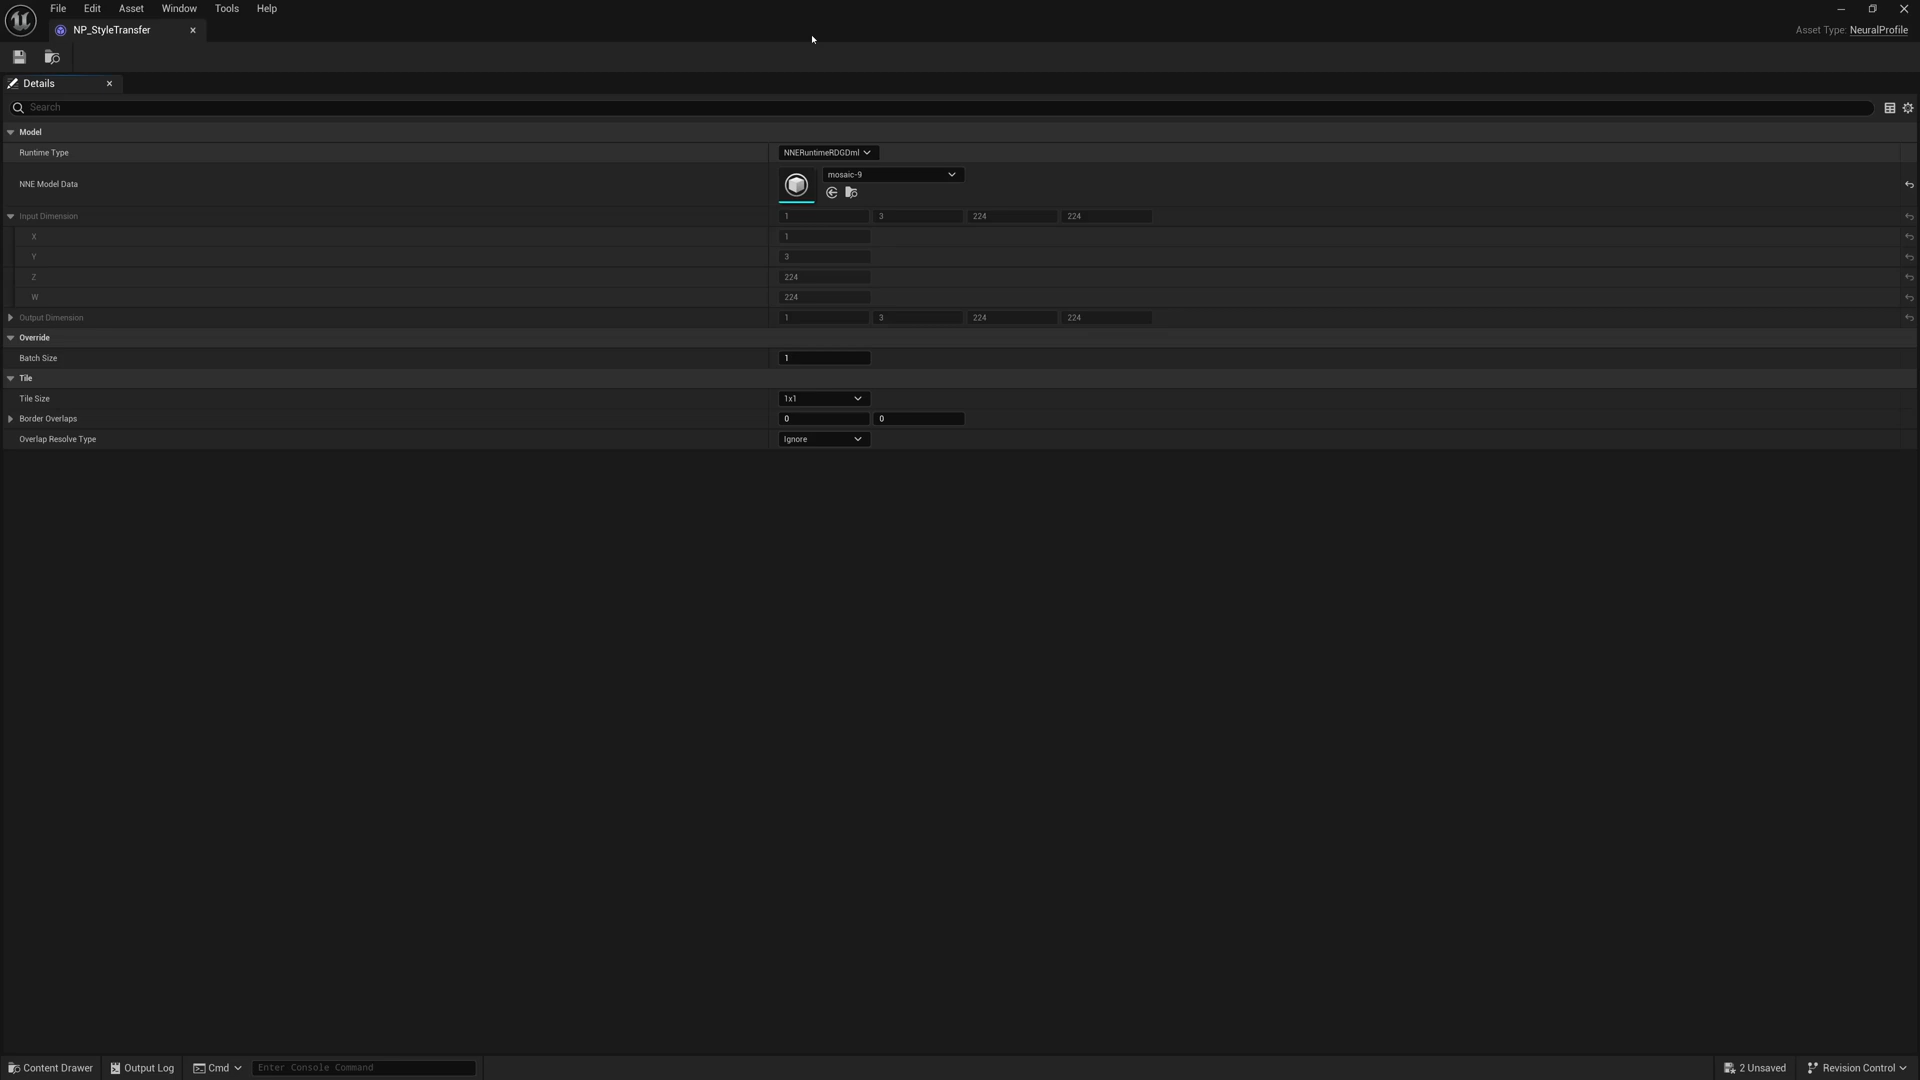 File Edit Asset Window Tools Help
NP_StyleTransfer
Asset Type: NeuralProfile
Details
Search
Model
Runtime Type NNERuntimeRDGDml
NNE Model Data mosaic-9
Input Dimension 1 3 224 224
X 1
Y 3
Z 224
W 224
Output Dimension 1 3 224 224
Override
Batch Size 1
Tile
Tile Size 1x1
Border Overlaps 0 0
Overlap Resolve Type Ignore
Content Drawer Output Log Cmd Enter Console Command 2 Unsaved Revision Control